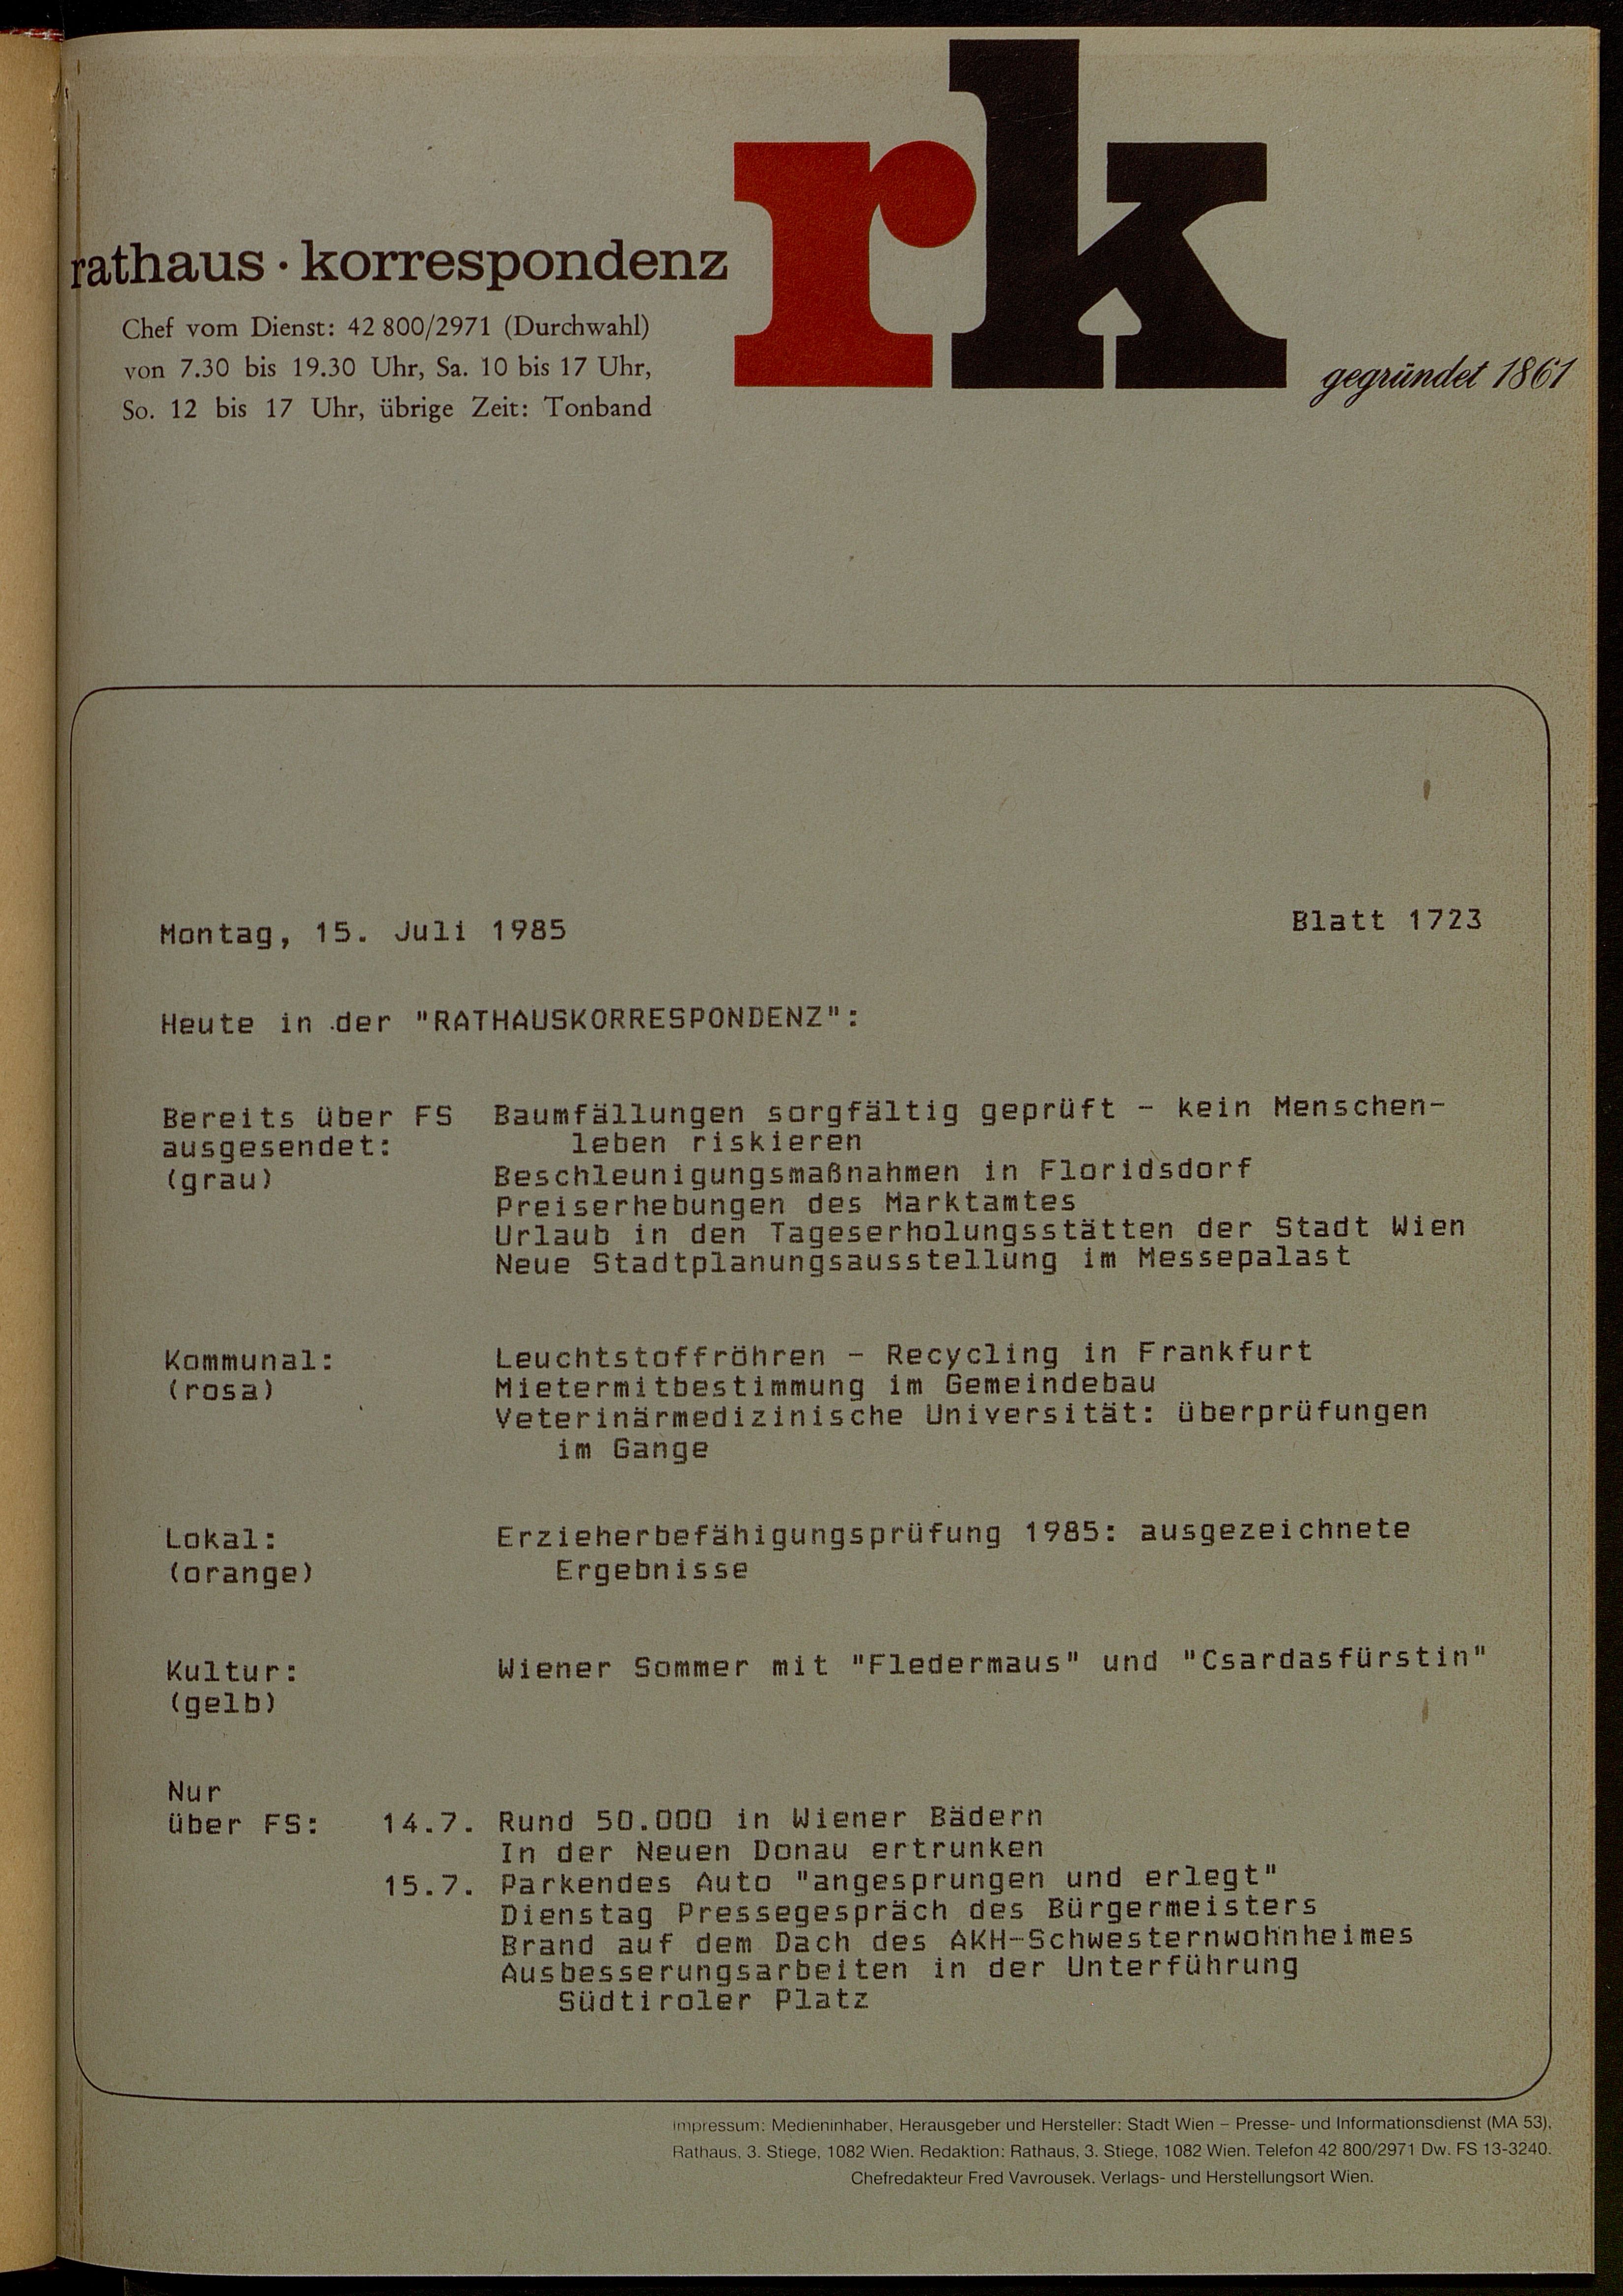 rk
rathaus · korrespondenz
Chef vom Dienst: 42 800/2971 (Durchwahl)
von 7.30 bis 19.30 Uhr, Sa. 10 bis 17 Uhr,
So. 12 bis 17 Uhr, übrige Zeit: Tonband
gegründet 1861
Montag, 15. Juli 1985 Blatt 1723
Heute in der "RATHAUSKORRESPONDENZ":
Bereits über FS Baumfällungen sorgfältig geprüft - kein Menschen-
ausgesendet: leben riskieren
(grau) Beschleunigungsmaßnahmen in Floridsdorf
Preiserhebungen des Marktamtes
Urlaub in den Tageserholungsstätten der Stadt Wien
Neue Stadtplanungsausstellung im Messepalast
Kommunal: Leuchtstoffröhren - Recycling in Frankfurt
(rosa) Mietermitbestimmung im Gemeindebau
Veterinärmedizinische Universität: überprüfungen
im Gange
Lokal: Erzieherbefähigungsprüfung 1985: ausgezeichnete
(orange) Ergebnisse
Kultur: Wiener Sommer mit "Fledermaus" und "Csardasfürstin"
(gelb)
Nur
über FS: 14.7. Rund 50.000 in Wiener Bädern
In der Neuen Donau ertrunken
15.7. Parkendes Auto "angesprungen und erlegt"
Dienstag Pressegespräch des Bürgermeisters
Brand auf dem Dach des AKH-Schwesternwohnheimes
Ausbesserungsarbeiten in der Unterführung
Südtiroler Platz
Impressum: Medieninhaber, Herausgeber und Hersteller: Stadt Wien – Presse- und Informationsdienst (MA 53),
Rathaus, 3. Stiege, 1082 Wien. Redaktion: Rathaus, 3. Stiege, 1082 Wien. Telefon 42 800/2971 Dw. FS 13-3240.
Chefredakteur Fred Vavrousek. Verlags- und Herstellungsort Wien.